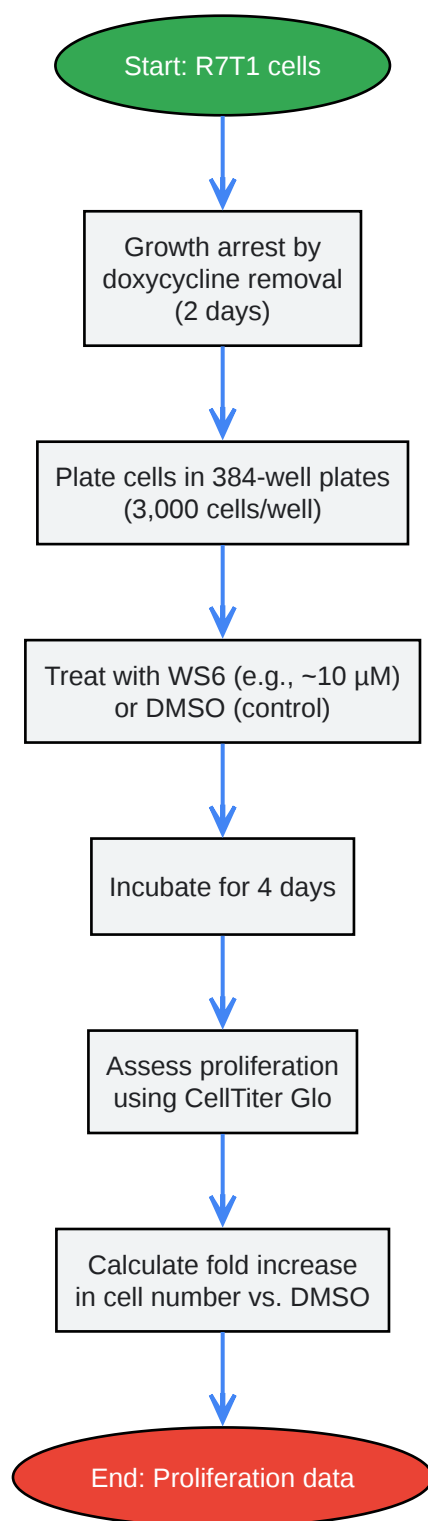 Start: R7T1 cells
Growth arrest by
doxycycline removal
(2 days)
Plate cells in 384-well plates
(3,000 cells/well)
Treat with WS6 (e.g., ~10 µM)
or DMSO (control)
Incubate for 4 days
Assess proliferation
using CellTiter Glo
Calculate fold increase
in cell number vs. DMSO
End: Proliferation data